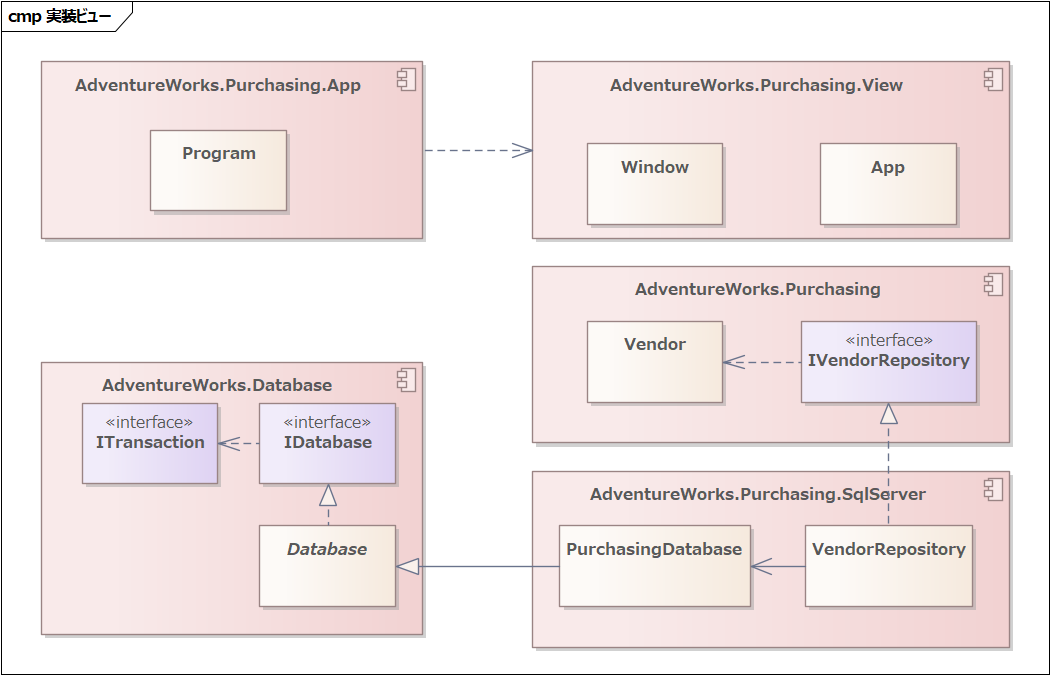 cmp 実装ビュー
AdventureWorks.Purchasing.App
Program
AdventureWorks.Purchasing.View
Window
App
AdventureWorks.Purchasing
Vendor
«interface»
IVendorRepository
AdventureWorks.Database
«interface»
ITransaction
«interface»
IDatabase
Database
AdventureWorks.Purchasing.SqlServer
PurchasingDatabase
VendorRepository